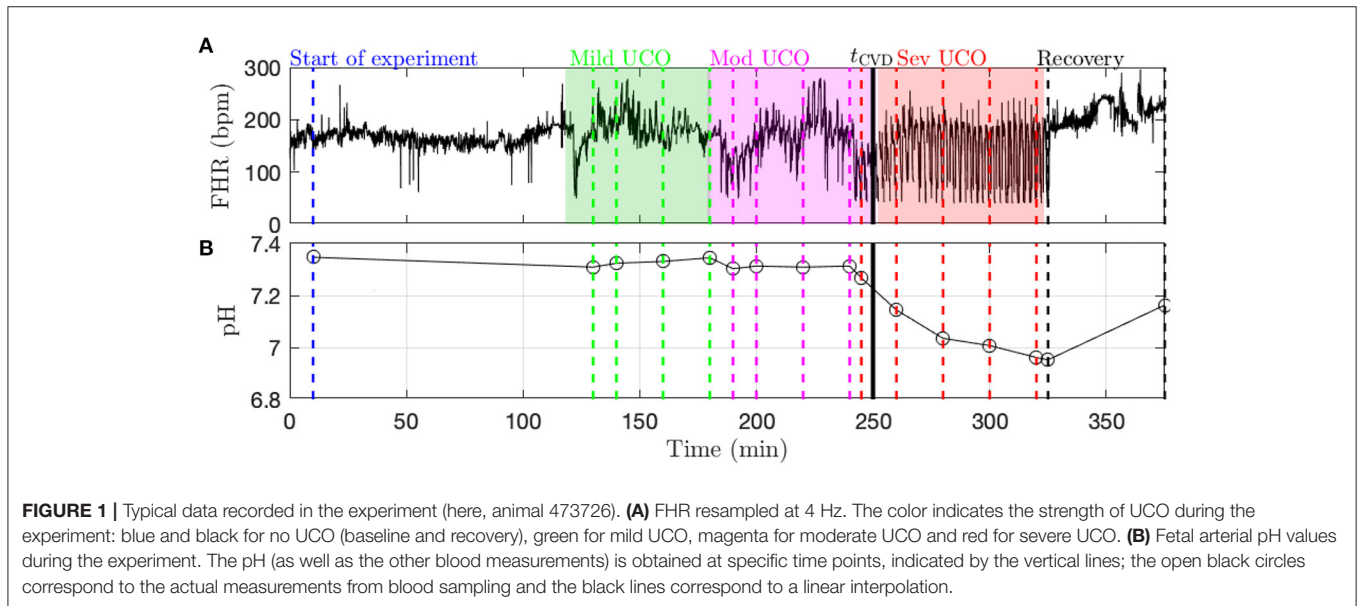 A
Start of experiment Mild UCO Mod UCO tCVD Sev UCO Recovery
300
200
100
0
FHR (bpm)
B
7.4
7.2
7
6.8
pH
0 50 100 150 200 250 300 350
Time (min)
FIGURE 1 | Typical data recorded in the experiment (here, animal 473726). (A) FHR resampled at 4 Hz. The color indicates the strength of UCO during the
experiment: blue and black for no UCO (baseline and recovery), green for mild UCO, magenta for moderate UCO and red for severe UCO. (B) Fetal arterial pH values
during the experiment. The pH (as well as the other blood measurements) is obtained at specific time points, indicated by the vertical lines; the open black circles
correspond to the actual measurements from blood sampling and the black lines correspond to a linear interpolation.